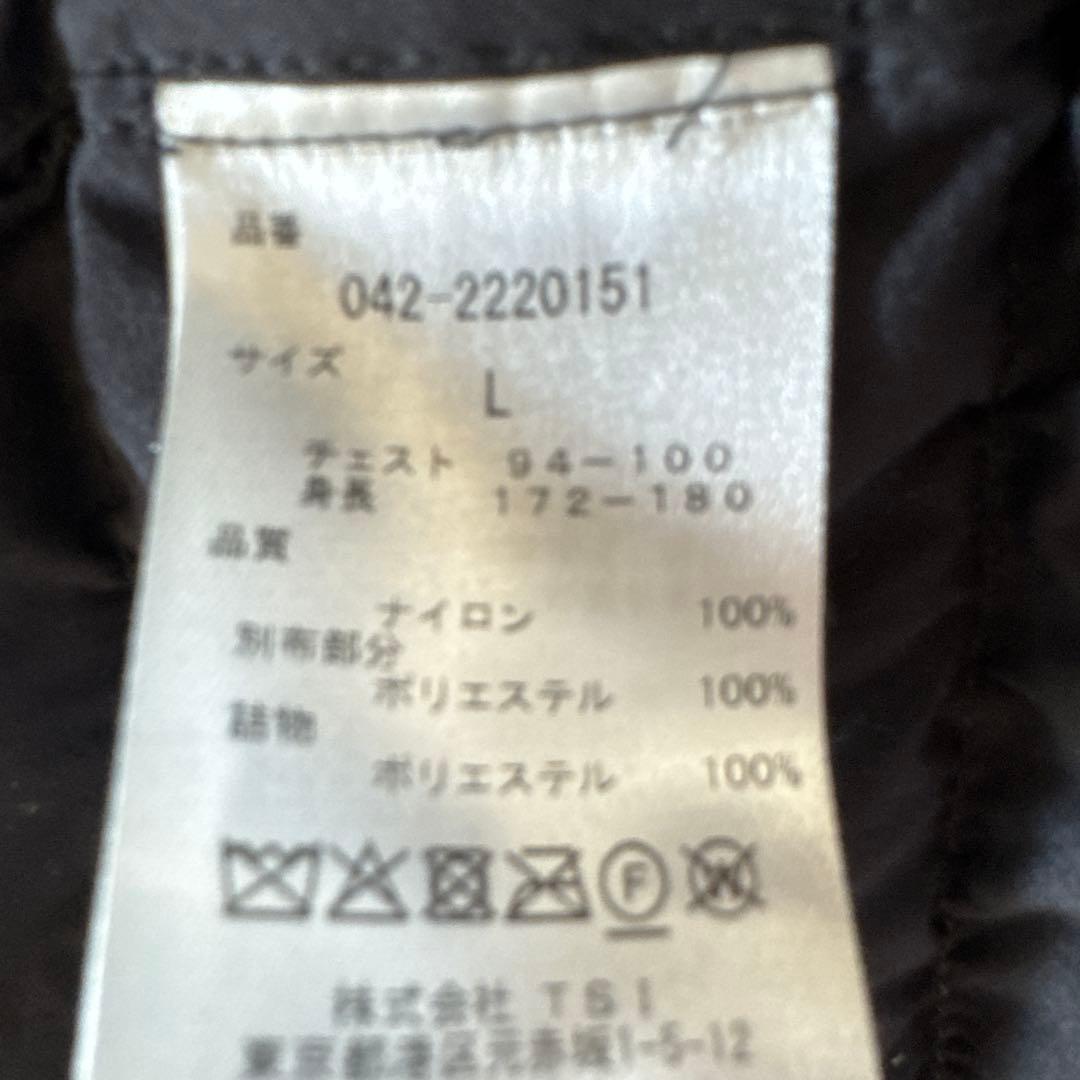 品番
042-2220151
サイズ
L
チェスト 94-100
身長 172-180
品質
ナイロン 100%
別布部分
ポリエステル 100%
詰物
ポリエステル 100%
F W
株式会社 TSI
東京都港区元赤坂1-5-12